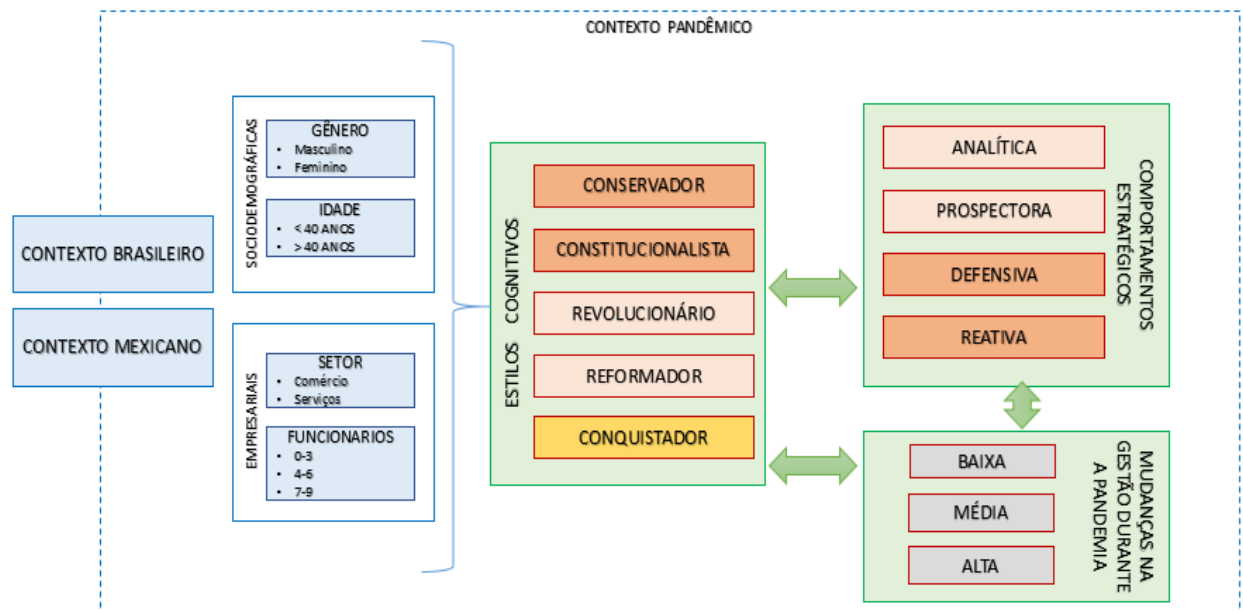 CONTEXTO PANDÊMICO
CONTEXTO BRASILEIRO
CONTEXTO MEXICANO
SOCIODEMOGRÁFICAS
GÊNERO
• Masculino
• Feminino
IDADE
• < 40 ANOS
• > 40 ANOS
EMPRESARIAIS
SETOR
• Comércio
• Serviços
FUNCIONARIOS
• 0-3
• 4-6
• 7-9
ESTILOS COGNITIVOS
CONSERVADOR
CONSTITUCIONALISTA
REVOLUCIONÁRIO
REFORMADOR
CONQUISTADOR
ANALÍTICA
PROSPECTORA
DEFENSIVA
REATIVA
COMPORTAMENTOS
ESTRATÉGICOS
BAIXA
MÉDIA
ALTA
MUDANÇAS NA
GESTÃO DURANTE
A PANDEMIA